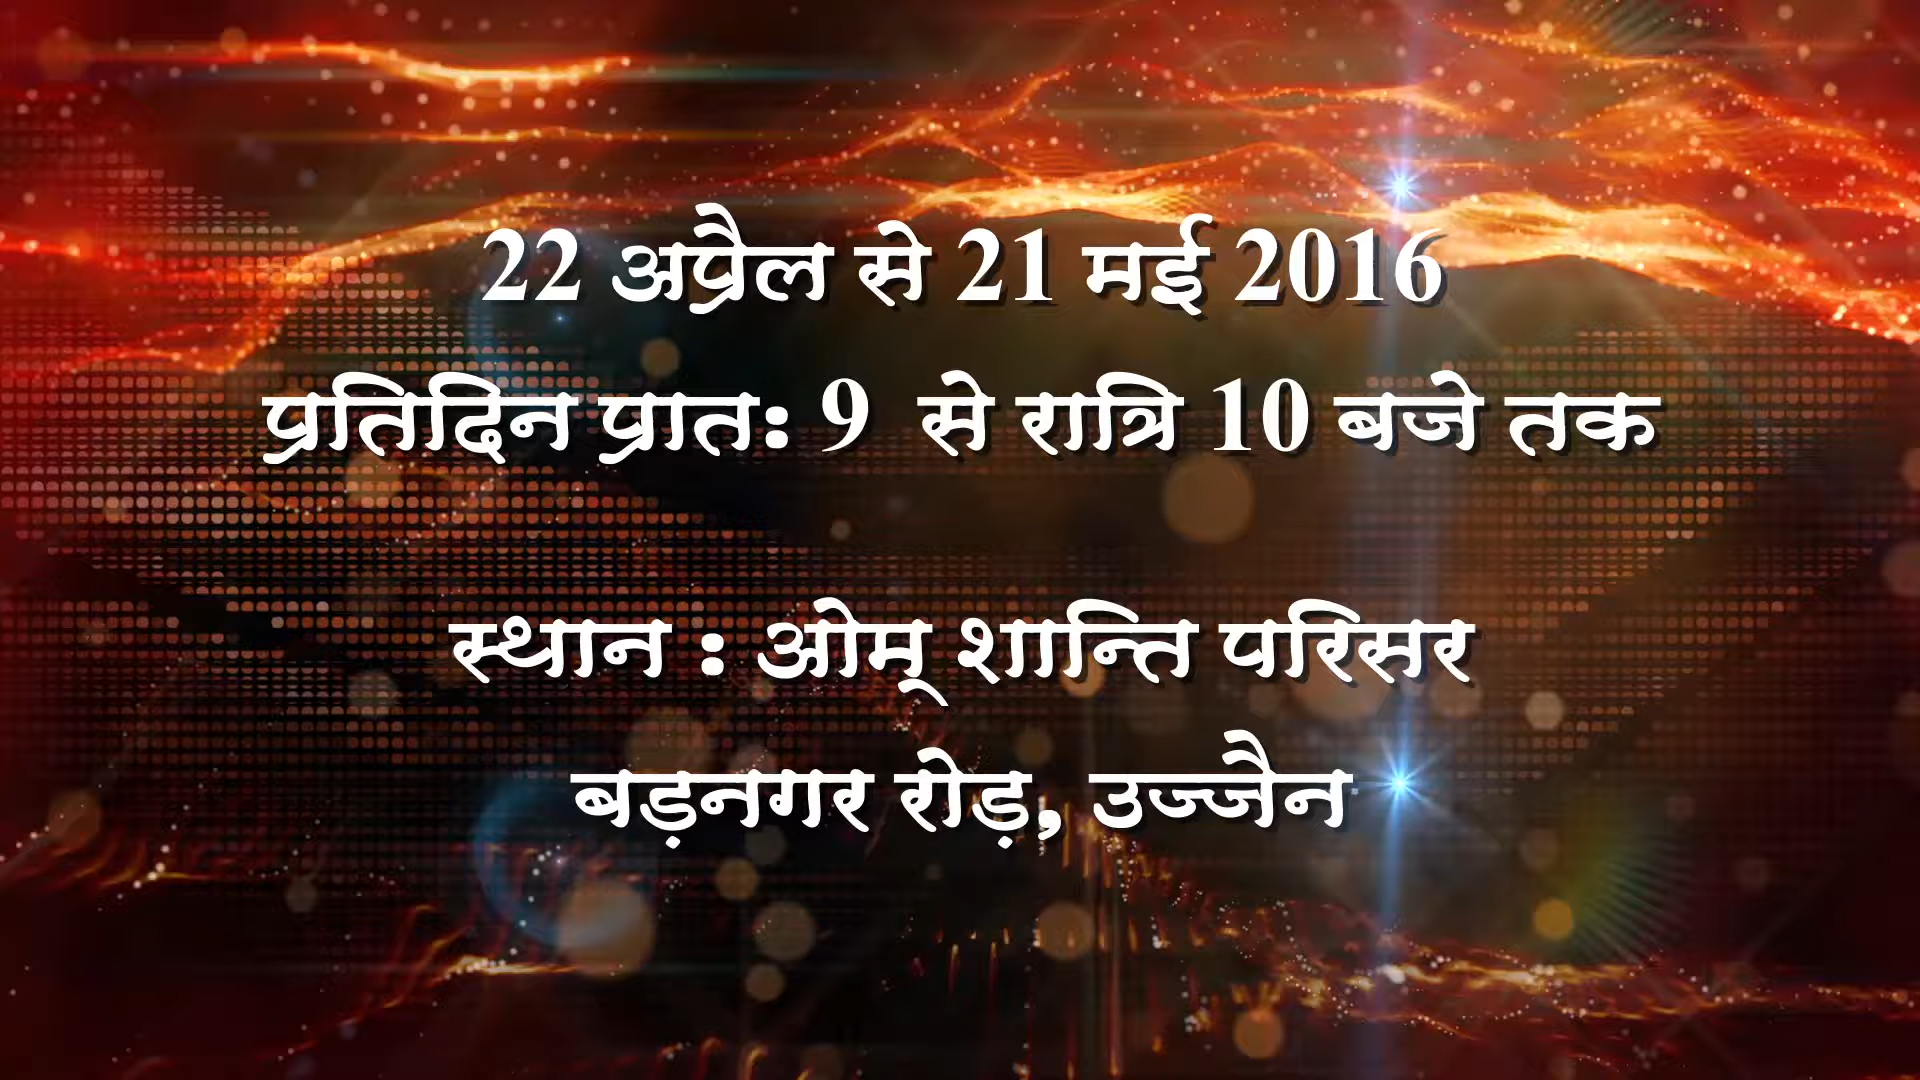 22 अप्रैल से 21 मई 2016
प्रतिदिन प्रातः 9 से रात्रि 10 बजे तक
स्थान : ओम् शान्ति परिसर
बड़नगर रोड़, उज्जैन